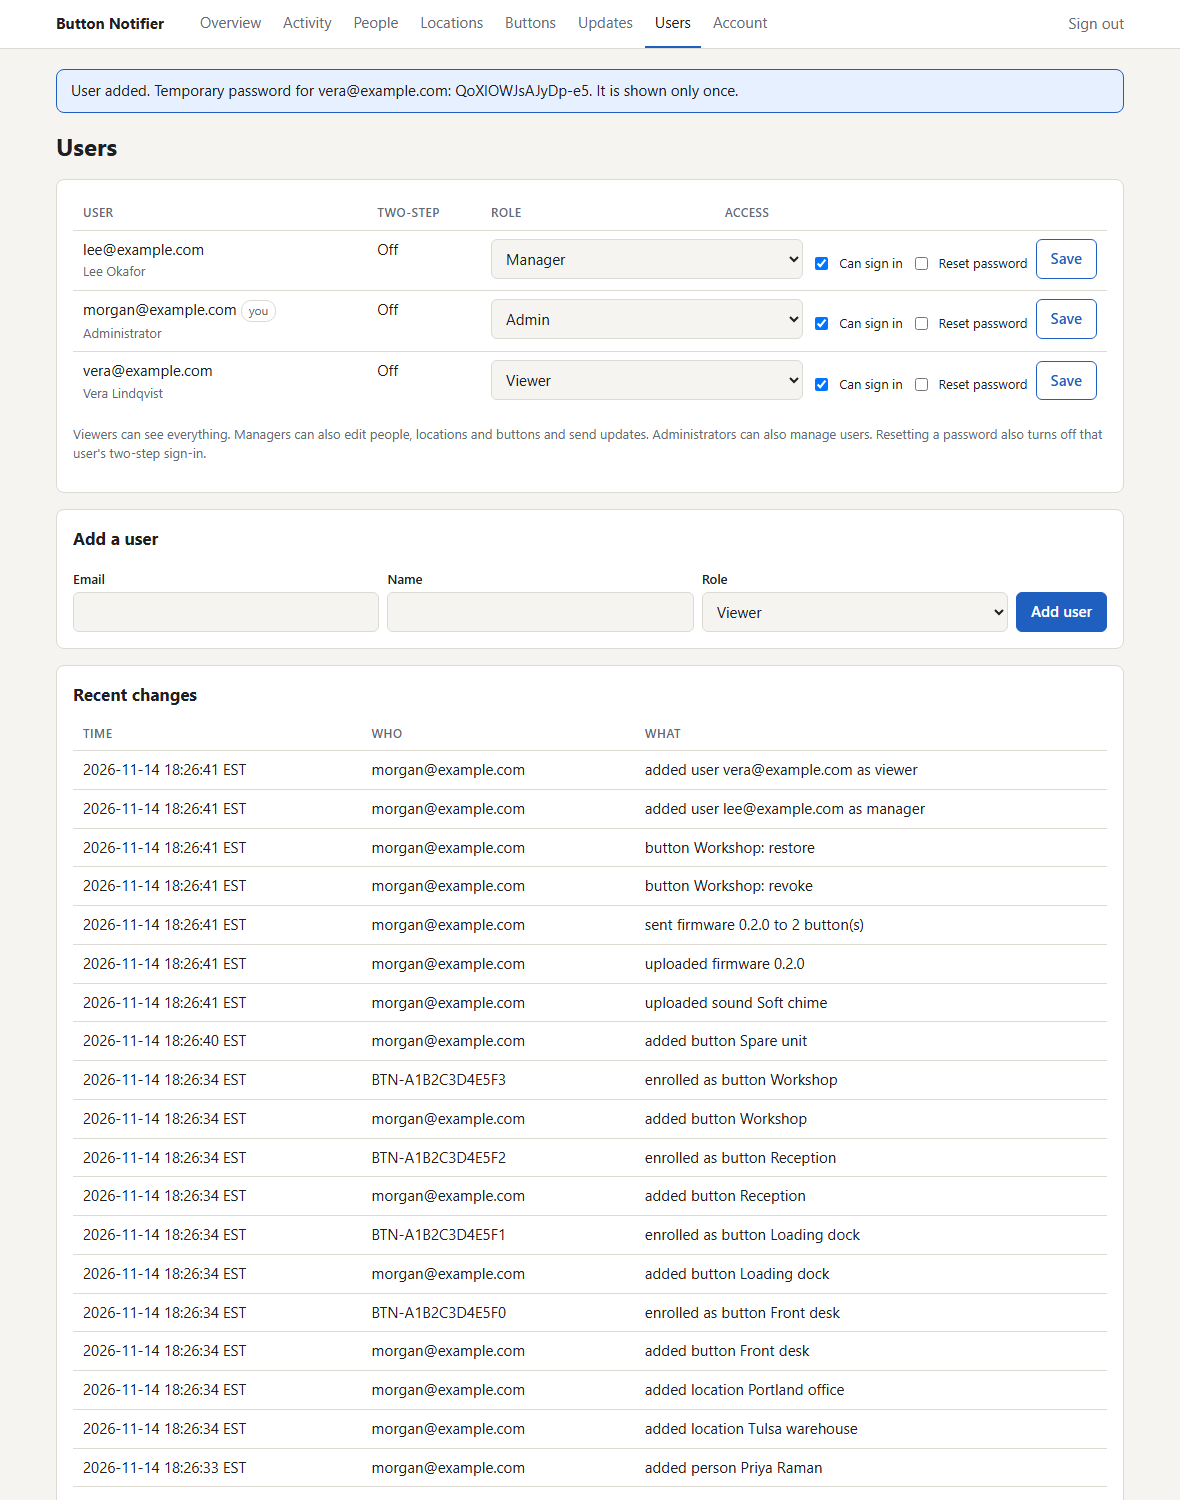 Button Notifier Overview Activity People Locations Buttons Updates Users Account Sign out
User added. Temporary password for vera@example.com: QoXIOWJsAJyDp-e5. It is shown only once.
Users
USER TWO-STEP ROLE ACCESS
lee@example.com Off Manager Can sign in Reset password Save
Lee Okafor
morgan@example.com you Off Admin Can sign in Reset password Save
Administrator
vera@example.com Off Viewer Can sign in Reset password Save
Vera Lindqvist
Viewers can see everything. Managers can also edit people, locations and buttons and send updates. Administrators can also manage users. Resetting a password also turns off that
user's two-step sign-in.
Add a user
Email Name Role
Viewer Add user
Recent changes
TIME WHO WHAT
2026-11-14 18:26:41 EST morgan@example.com added user vera@example.com as viewer
2026-11-14 18:26:41 EST morgan@example.com added user lee@example.com as manager
2026-11-14 18:26:41 EST morgan@example.com button Workshop: restore
2026-11-14 18:26:41 EST morgan@example.com button Workshop: revoke
2026-11-14 18:26:41 EST morgan@example.com sent firmware 0.2.0 to 2 button(s)
2026-11-14 18:26:41 EST morgan@example.com uploaded firmware 0.2.0
2026-11-14 18:26:41 EST morgan@example.com uploaded sound Soft chime
2026-11-14 18:26:40 EST morgan@example.com added button Spare unit
2026-11-14 18:26:34 EST BTN-A1B2C3D4E5F3 enrolled as button Workshop
2026-11-14 18:26:34 EST morgan@example.com added button Workshop
2026-11-14 18:26:34 EST BTN-A1B2C3D4E5F2 enrolled as button Reception
2026-11-14 18:26:34 EST morgan@example.com added button Reception
2026-11-14 18:26:34 EST BTN-A1B2C3D4E5F1 enrolled as button Loading dock
2026-11-14 18:26:34 EST morgan@example.com added button Loading dock
2026-11-14 18:26:34 EST BTN-A1B2C3D4E5F0 enrolled as button Front desk
2026-11-14 18:26:34 EST morgan@example.com added button Front desk
2026-11-14 18:26:34 EST morgan@example.com added location Portland office
2026-11-14 18:26:34 EST morgan@example.com added location Tulsa warehouse
2026-11-14 18:26:33 EST morgan@example.com added person Priya Raman